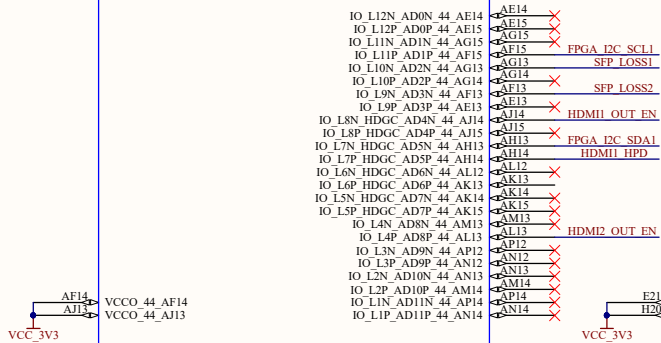 IO_L12N_AD0N_44_AE14 AE14
IO_L12P_AD0P_44_AE15 AE15
IO_L11N_AD1N_44_AG15 AG15
IO_L11P_AD1P_44_AF15 AF15 FPGA_I2C_SCL1
IO_L10N_AD2N_44_AG13 AG13 SFP_LOSS1
IO_L10P_AD2P_44_AG14 AG14
IO_L9N_AD3N_44_AF13 AF13 SFP_LOSS2
IO_L9P_AD3P_44_AE13 AE13
IO_L8N_HDGC_AD4N_44_AJ14 AJ14 HDMI1_OUT_EN
IO_L8P_HDGC_AD4P_44_AJ15 AJ15
IO_L7N_HDGC_AD5N_44_AH13 AH13 FPGA_I2C_SDA1
IO_L7P_HDGC_AD5P_44_AH14 AH14 HDMI1_HPD
IO_L6N_HDGC_AD6N_44_AL12 AL12
IO_L6P_HDGC_AD6P_44_AK13 AK13
IO_L5N_HDGC_AD7N_44_AK14 AK14
IO_L5P_HDGC_AD7P_44_AK15 AK15
IO_L4N_AD8N_44_AM13 AM13
IO_L4P_AD8P_44_AL13 AL13 HDMI2_OUT_EN
IO_L3N_AD9N_44_AP12 AP12
IO_L3P_AD9P_44_AN12 AN12
IO_L2N_AD10N_44_AN13 AN13
IO_L2P_AD10P_44_AM14 AM14
AF14 VCCO_44_AF14 IO_L1N_AD11N_44_AP14 AP14 E21
AJ13 VCCO_44_AJ13 IO_L1P_AD11P_44_AN14 AN14 H20
VCC_3V3 VCC_3V3